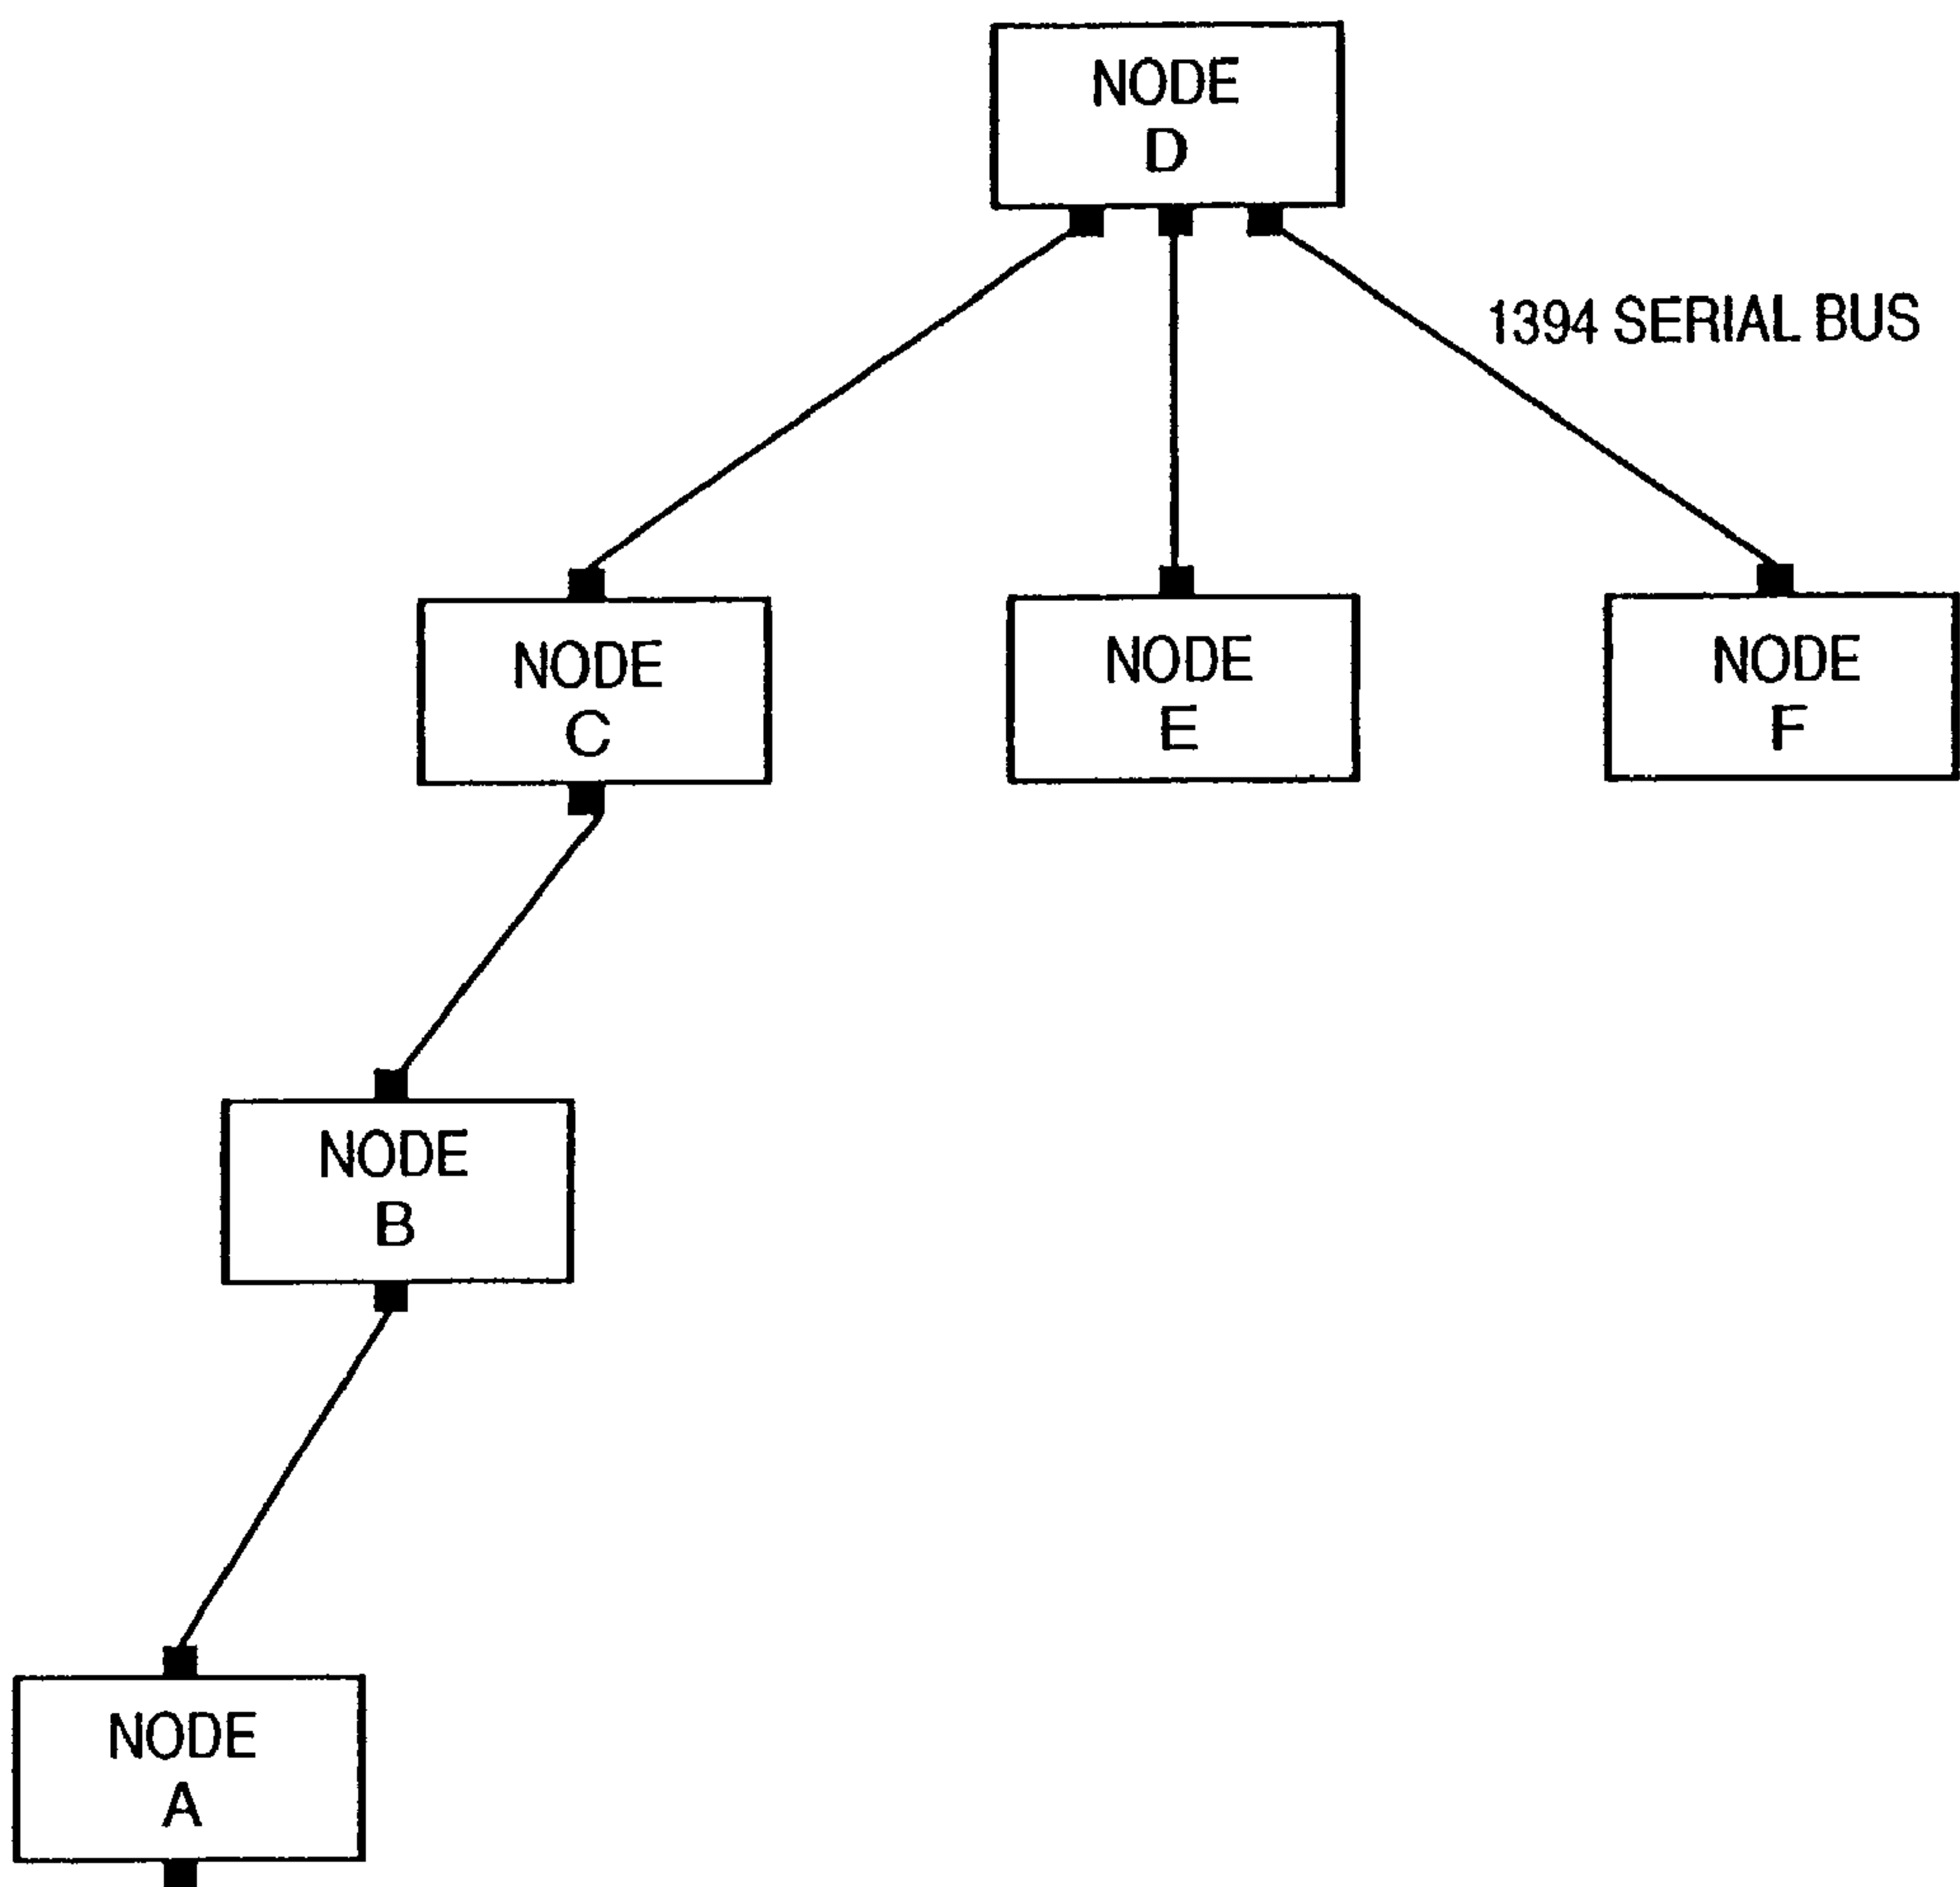 NODE
D
1394 SERIAL BUS
NODE
C
NODE
E
NODE
F
NODE
B
NODE
A